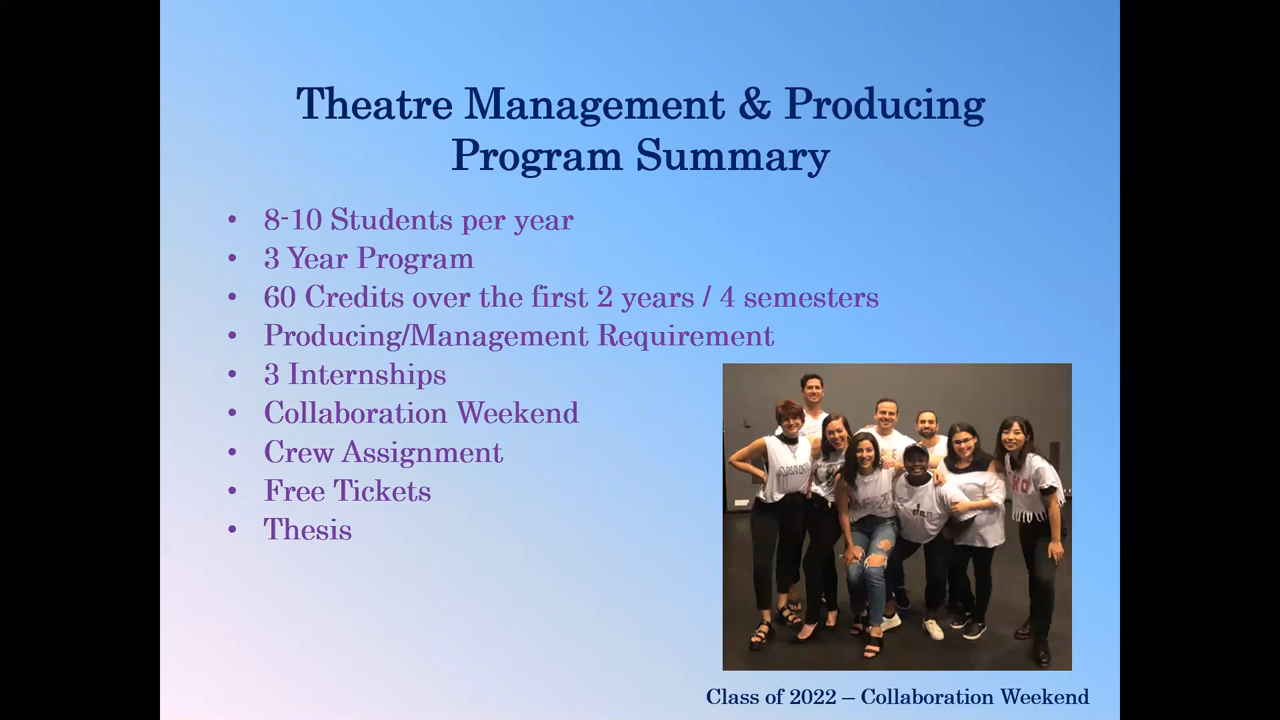 Theatre Management & Producing
Program Summary
• 8-10 Students per year
• 3 Year Program
• 60 Credits over the first 2 years / 4 semesters
• Producing/Management Requirement
• 3 Internships
• Collaboration Weekend
• Crew Assignment
• Free Tickets
• Thesis
Class of 2022 – Collaboration Weekend